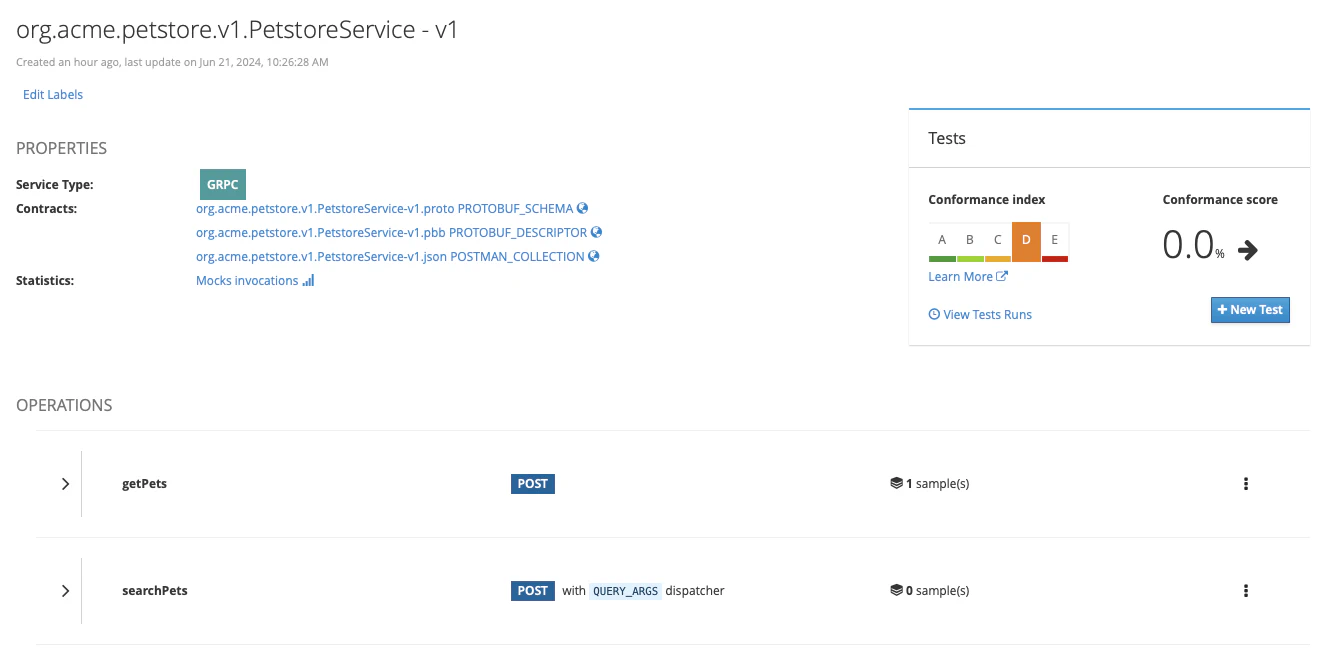 org.acme.petstore.v1.PetstoreService - v1
Created an hour ago, last update on Jun 21, 2024, 10:26:28 AM
Edit Labels
PROPERTIES
Service Type: GRPC
Contracts: org.acme.petstore.v1.PetstoreService-v1.proto PROTOBUF_SCHEMA
org.acme.petstore.v1.PetstoreService-v1.pbb PROTOBUF_DESCRIPTOR
org.acme.petstore.v1.PetstoreService-v1.json POSTMAN_COLLECTION
Statistics: Mocks invocations
Tests
Conformance index Conformance score
A B C D E 0.0%
Learn More
View Tests Runs + New Test
OPERATIONS
getPets POST 1 sample(s)
searchPets POST with QUERY_ARGS dispatcher 0 sample(s)